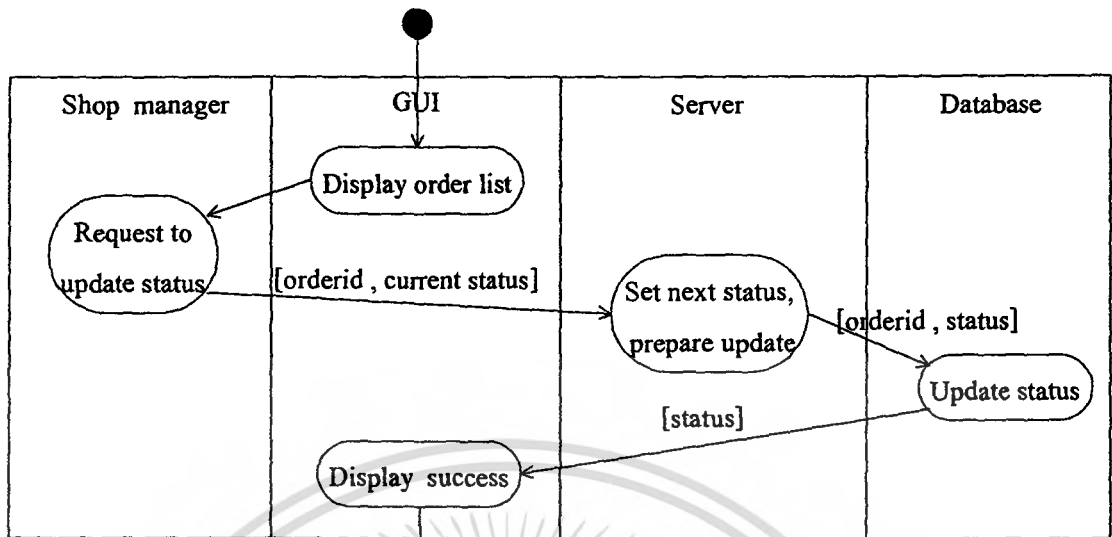 Shop manager
GUI
Server
Database
Display order list
Request to
update status
[orderid , current status]
Set next status,
prepare update
[orderid , status]
Update status
[status]
Display success